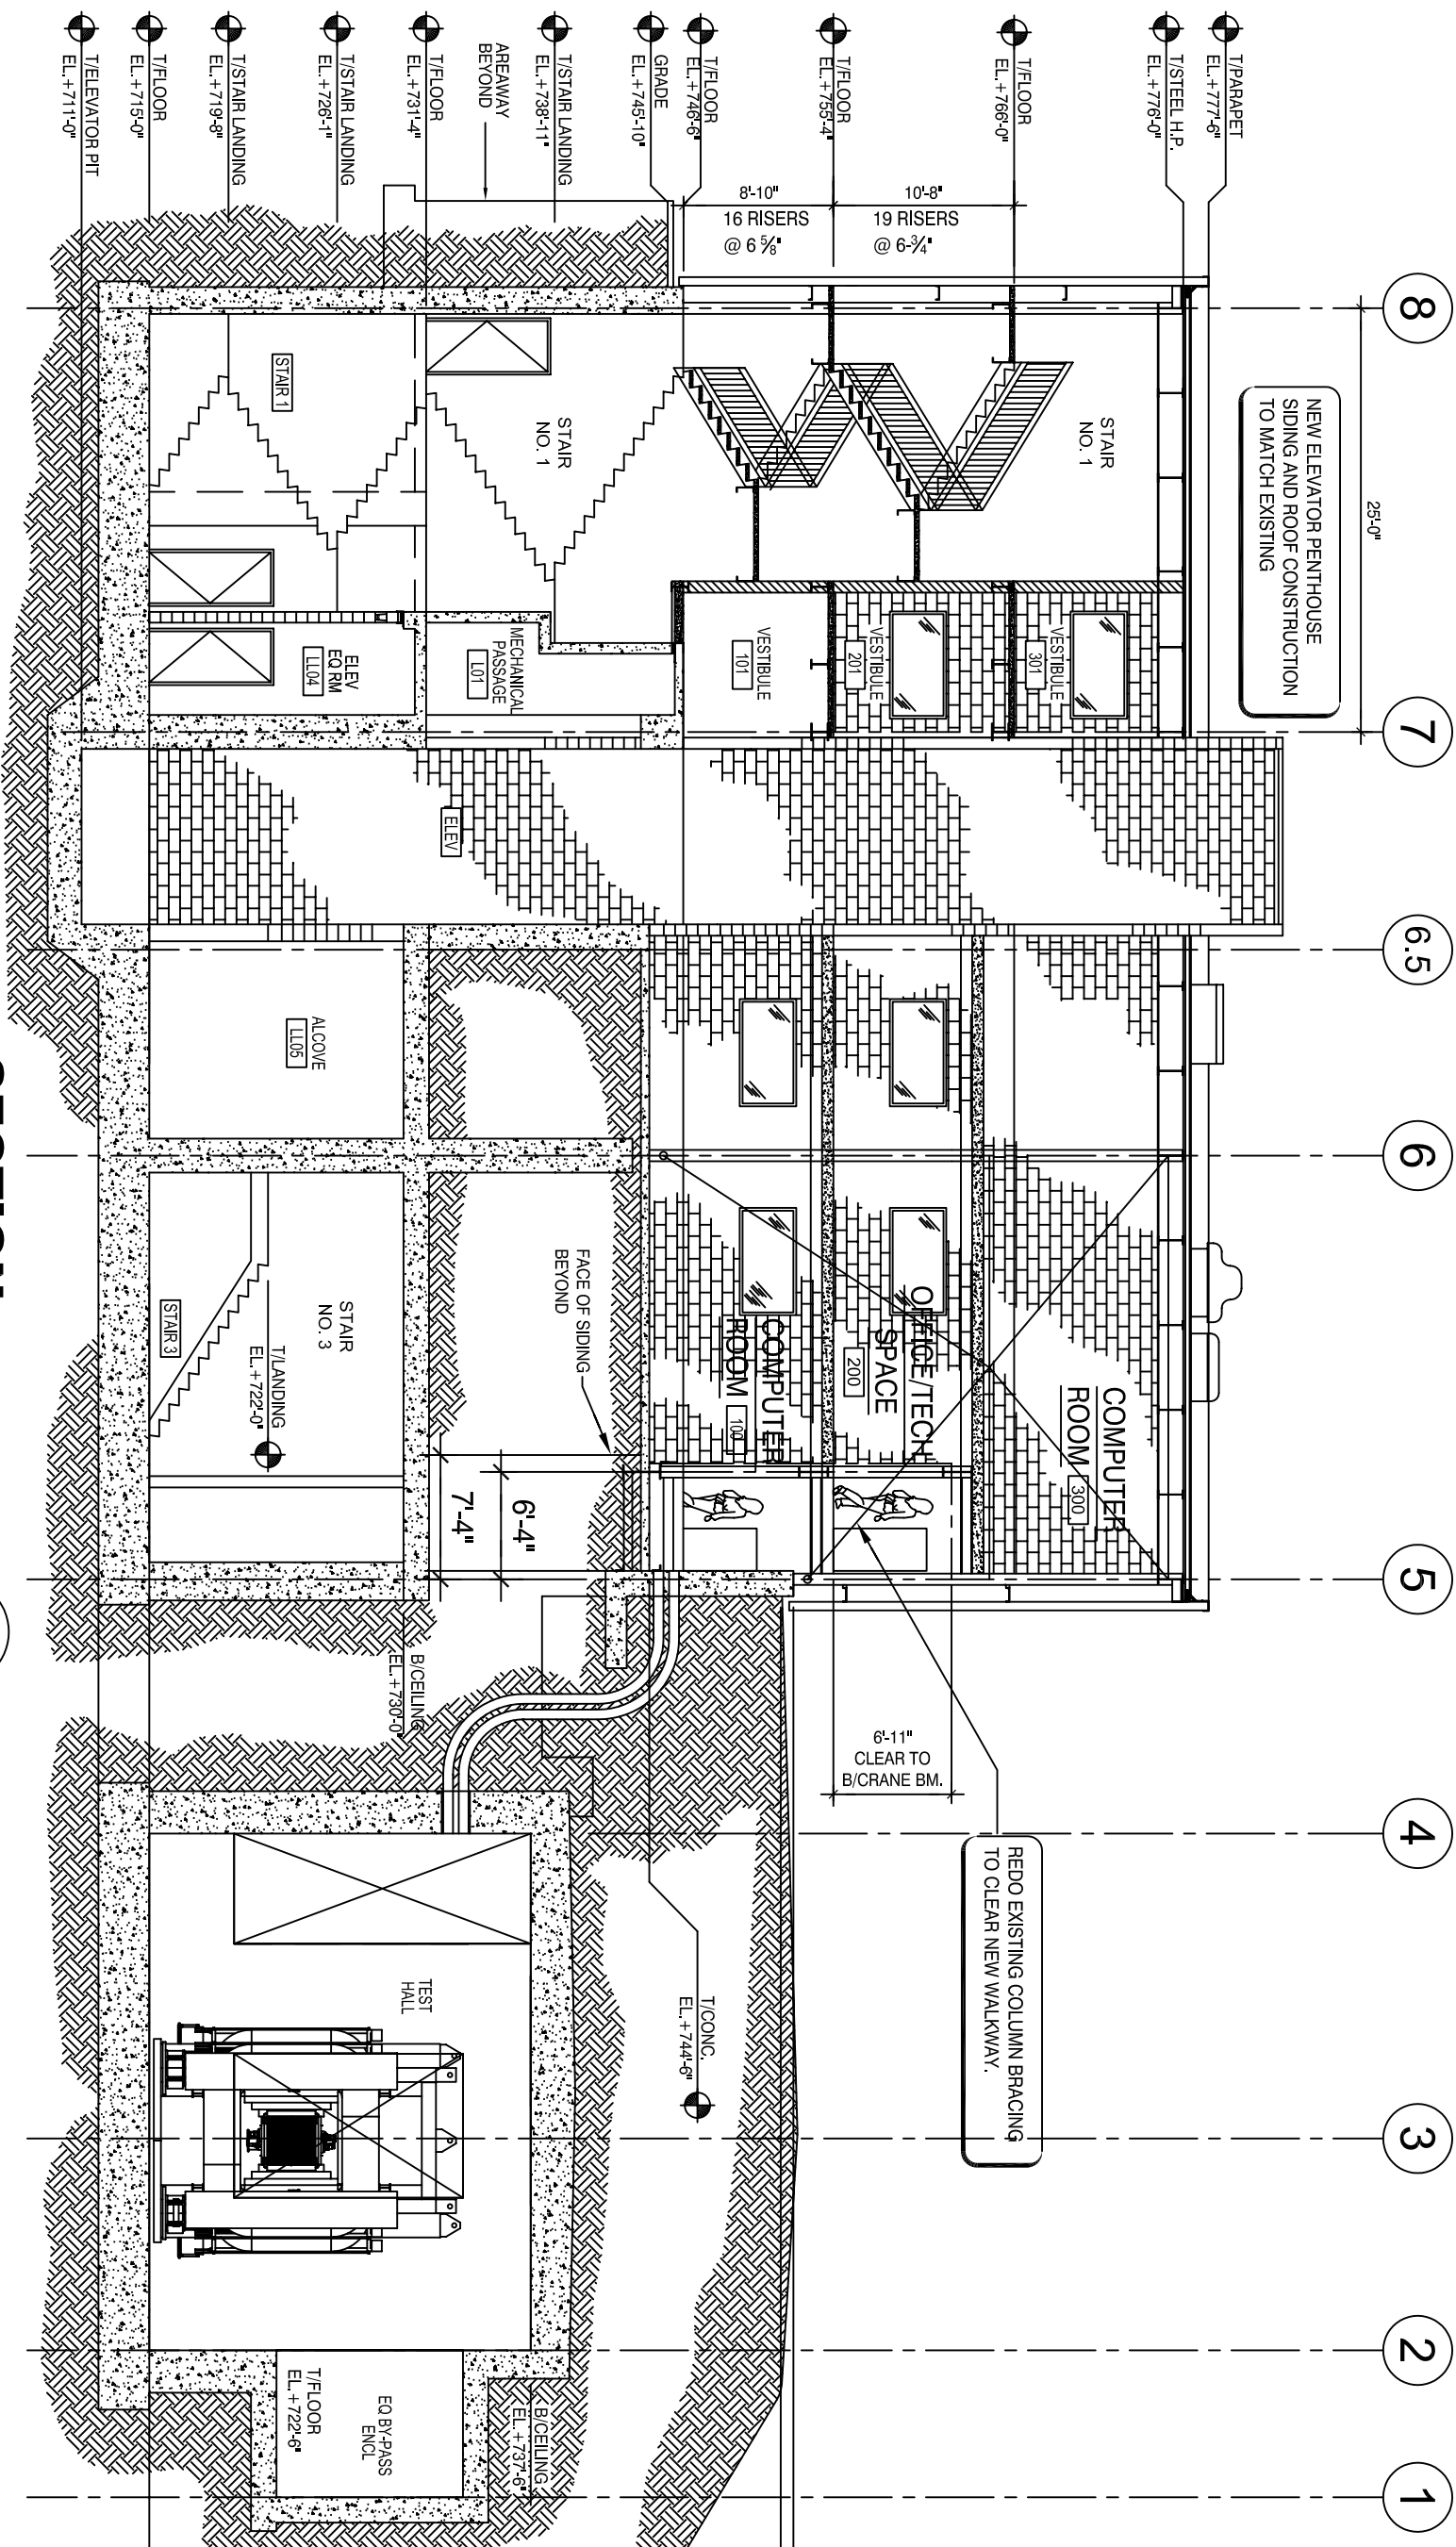 8
7
6.5
6
5
4
3
2
1
T/PARAPET
EL.+777'-6"
T/STEEL H.P.
EL.+776'-0"
T/FLOOR
EL.+766'-0"
T/FLOOR
EL.+755'-4"
T/FLOOR
EL.+746'-6"
GRADE
EL.+745'-10"
T/STAIR LANDING
EL.+738'-11"
AREAWAY
BEYOND
T/FLOOR
EL.+731'-4"
T/STAIR LANDING
EL.+726'-1"
T/STAIR LANDING
EL.+719'-8"
T/FLOOR
EL.+715'-0"
T/ELEVATOR PIT
EL.+711'-0"
10'-8"
19 RISERS
@ 6-3/4"
8'-10"
16 RISERS
@ 6 5/8"
25'-0"
NEW ELEVATOR PENTHOUSE
SIDING AND ROOF CONSTRUCTION
TO MATCH EXISTING
STAIR
NO. 1
STAIR
NO. 1
STAIR 1
VESTIBULE
301
VESTIBULE
201
VESTIBULE
101
MECHANICAL
PASSAGE
L01
ELEV
EQ RM
LL04
ELEV
ALCOVE
LL05
COMPUTER
ROOM
300
OFFICE/TECH
SPACE
200
COMPUTER
ROOM
100
FACE OF SIDING
BEYOND
STAIR
NO. 3
T/LANDING
EL.+722'-0"
STAIR 3
6'-4"
7'-4"
B/CEILING
EL.+730'-0"
6'-11"
CLEAR TO
B/CRANE BM.
REDO EXISTING COLUMN BRACING
TO CLEAR NEW WALKWAY.
T/CONC.
EL.+744'-6"
TEST
HALL
B/CEILING
EL.+737'-6"
EQ BY-PASS
ENCL
T/FLOOR
EL.+722'-6"
SECTION